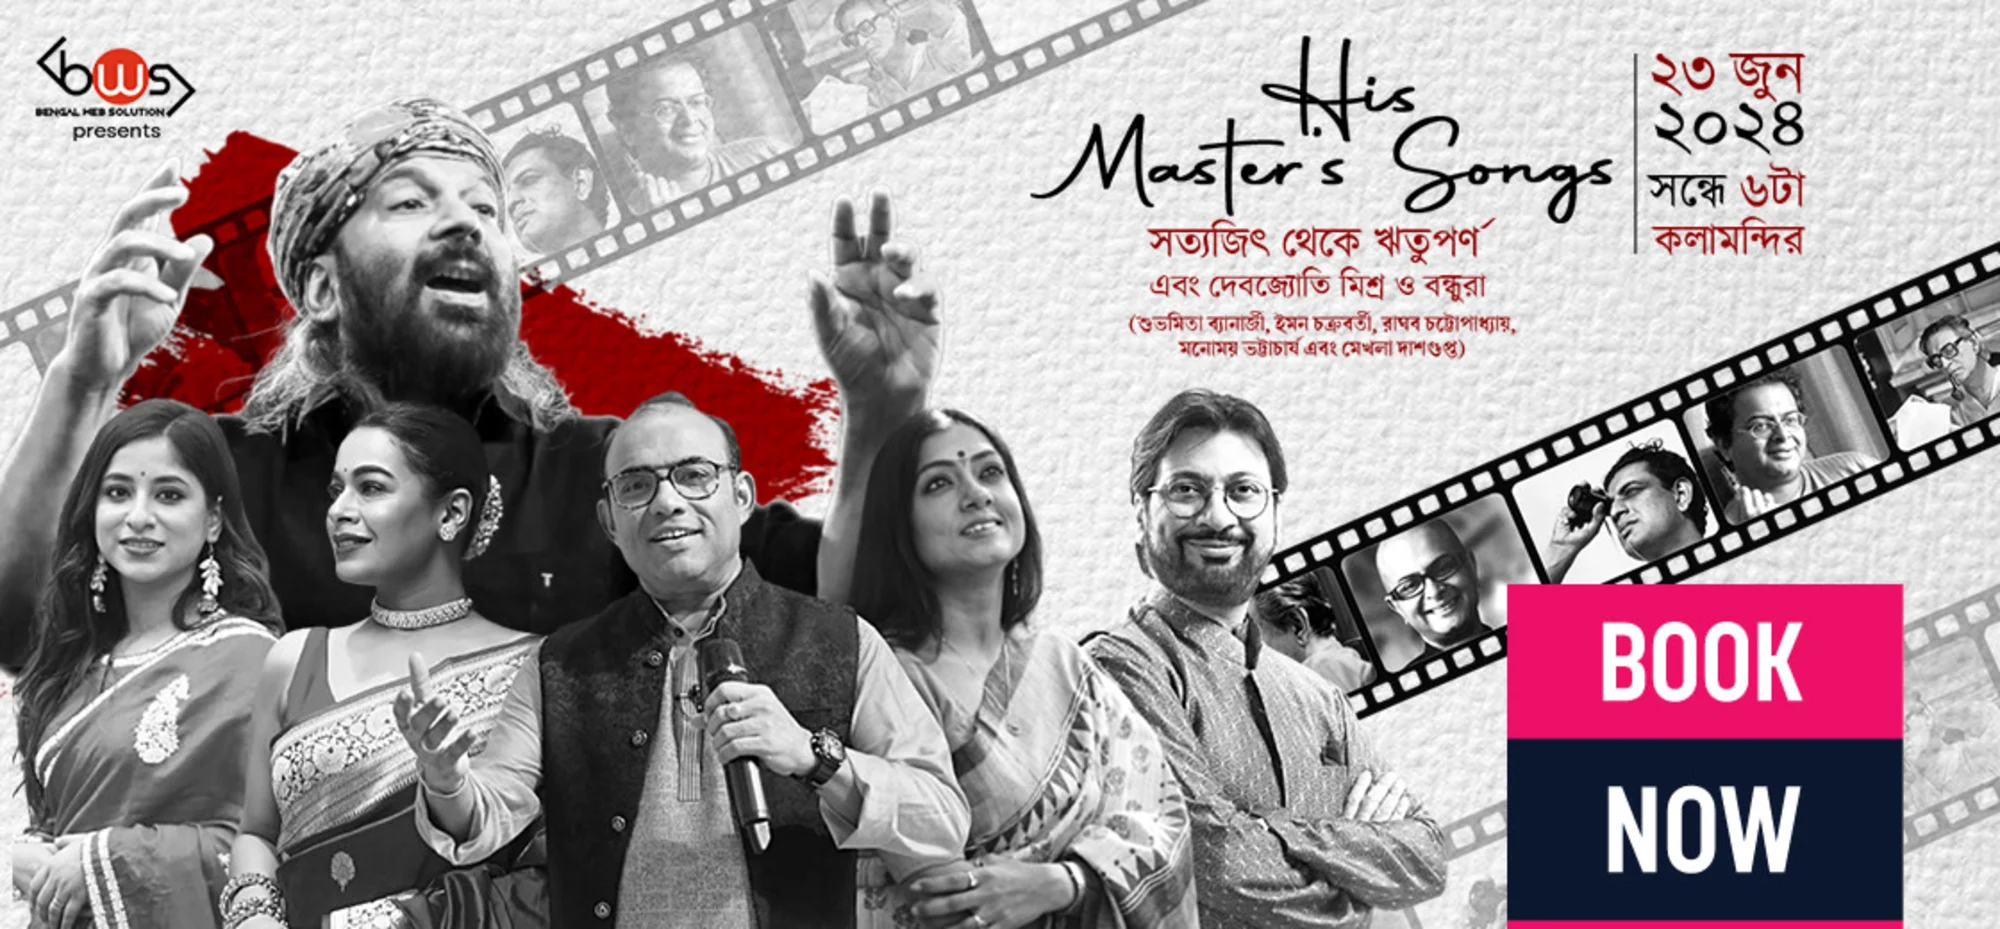 bws
BENGAL WEB SOLUTION
presents
His
Master's Songs
সত্যজিৎ থেকে ঋতুপর্ণ
এবং দেবজ্যোতি মিশ্র ও বন্ধুরা
(শুভমিতা ব্যানার্জী, ইমন চক্রবর্তী, রাঘব চট্টোপাধ্যায়,
মনোময় ভট্টাচার্য এবং মেখলা দাশগুপ্ত)
২৩ জুন
২০২৪
সন্ধে ৬টা
কলামন্দির
BOOK
NOW